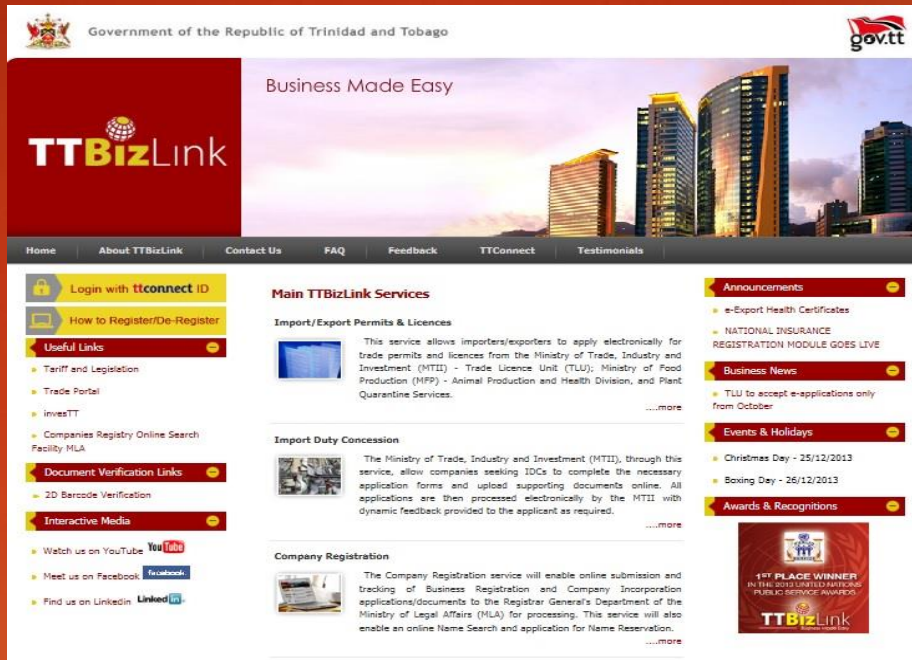 Government of the Republic of Trinidad and Tobago
gov.tt
Business Made Easy
TTBizLink
Home About TTBizLink Contact Us FAQ Feedback TTConnect Testimonials
Login with ttconnect ID
How to Register/De-Register
Useful Links
Tariff and Legislation
Trade Portal
invesTT
Companies Registry Online Search
Facility MLA
Document Verification Links
2D Barcode Verification
Interactive Media
Watch us on YouTube YouTube
Meet us on Facebook facebook
Find us on Linkedin Linked in
Main TTBizLink Services
Import/Export Permits & Licences
This service allows importers/exporters to apply electronically for
trade permits and licences from the Ministry of Trade, Industry and
Investment (MTII) - Trade Licence Unit (TLU); Ministry of Food
Production (MFP) - Animal Production and Health Division, and Plant
Quarantine Services.
....more
Import Duty Concession
The Ministry of Trade, Industry and Investment (MTII), through this
service, allow companies seeking IDCs to complete the necessary
application forms and upload supporting documents online. All
applications are then processed electronically by the MTII with
dynamic feedback provided to the applicant as required.
....more
Company Registration
The Company Registration service will enable online submission and
tracking of Business Registration and Company Incorporation
applications/documents to the Registrar General's Department of the
Ministry of Legal Affairs (MLA) for processing. This service will also
enable an online Name Search and application for Name Reservation.
....more
Announcements
e-Export Health Certificates
NATIONAL INSURANCE
REGISTRATION MODULE GOES LIVE
Business News
TLU to accept e-applications only
from October
Events & Holidays
Christmas Day - 25/12/2013
Boxing Day - 26/12/2013
Awards & Recognitions
1ST PLACE WINNER
IN THE 2013 UNITED NATIONS
PUBLIC SERVICE AWARDS
TTBizLink
Business Made Easy